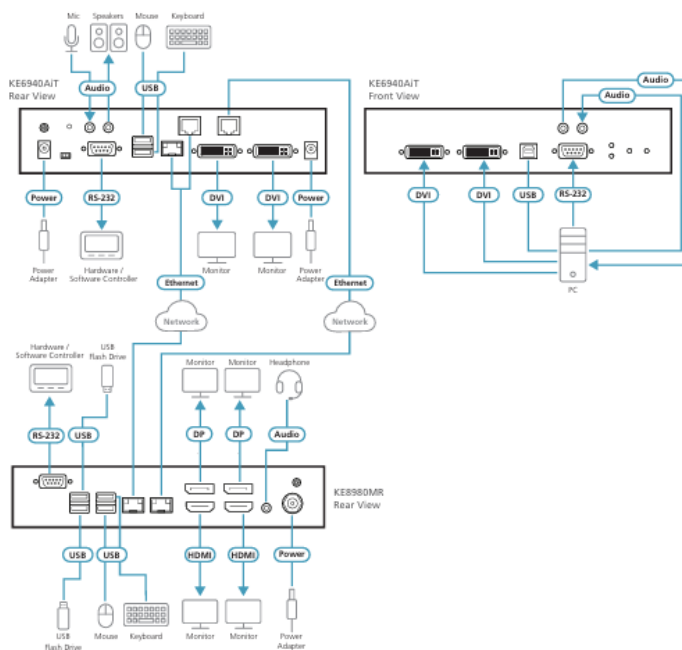 Mic
Speakers
Mouse
Keyboard
KE6940AiT
Rear View
Audio
USB
KE6940AiT
Front View
Audio
Audio
Power
RS-232
DVI
DVI
Power
DVI
DVI
USB
RS-232
Power
Adapter
Hardware /
Software Controller
Monitor
Monitor
Power
Adapter
PC
Ethernet
Ethernet
Network
Network
Hardware /
Software Controller
USB
Flash Drive
Monitor
Monitor
Headphone
RS-232
USB
DP
DP
Audio
KE8980MR
Rear View
USB
USB
HDMI
HDMI
Power
USB
Flash Drive
Mouse
Keyboard
Monitor
Monitor
Power
Adapter